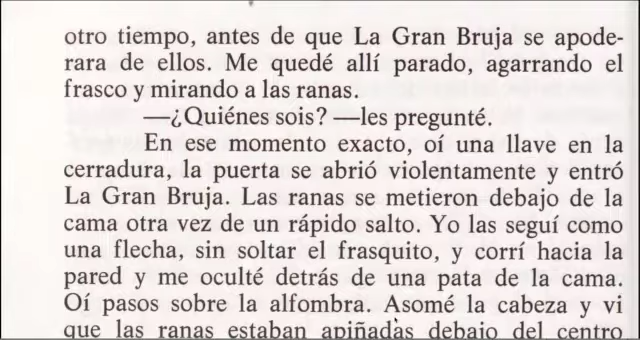 otro tiempo, antes de que La Gran Bruja se apode-
rara de ellos. Me quedé allí parado, agarrando el
frasco y mirando a las ranas.
—¿Quiénes sois? —les pregunté.
En ese momento exacto, oí una llave en la
cerradura, la puerta se abrió violentamente y entró
La Gran Bruja. Las ranas se metieron debajo de la
cama otra vez de un rápido salto. Yo las seguí como
una flecha, sin soltar el frasquito, y corrí hacia la
pared y me oculté detrás de una pata de la cama.
Oí pasos sobre la alfombra. Asomé la cabeza y vi
que las ranas estaban apiñadas debajo del centro